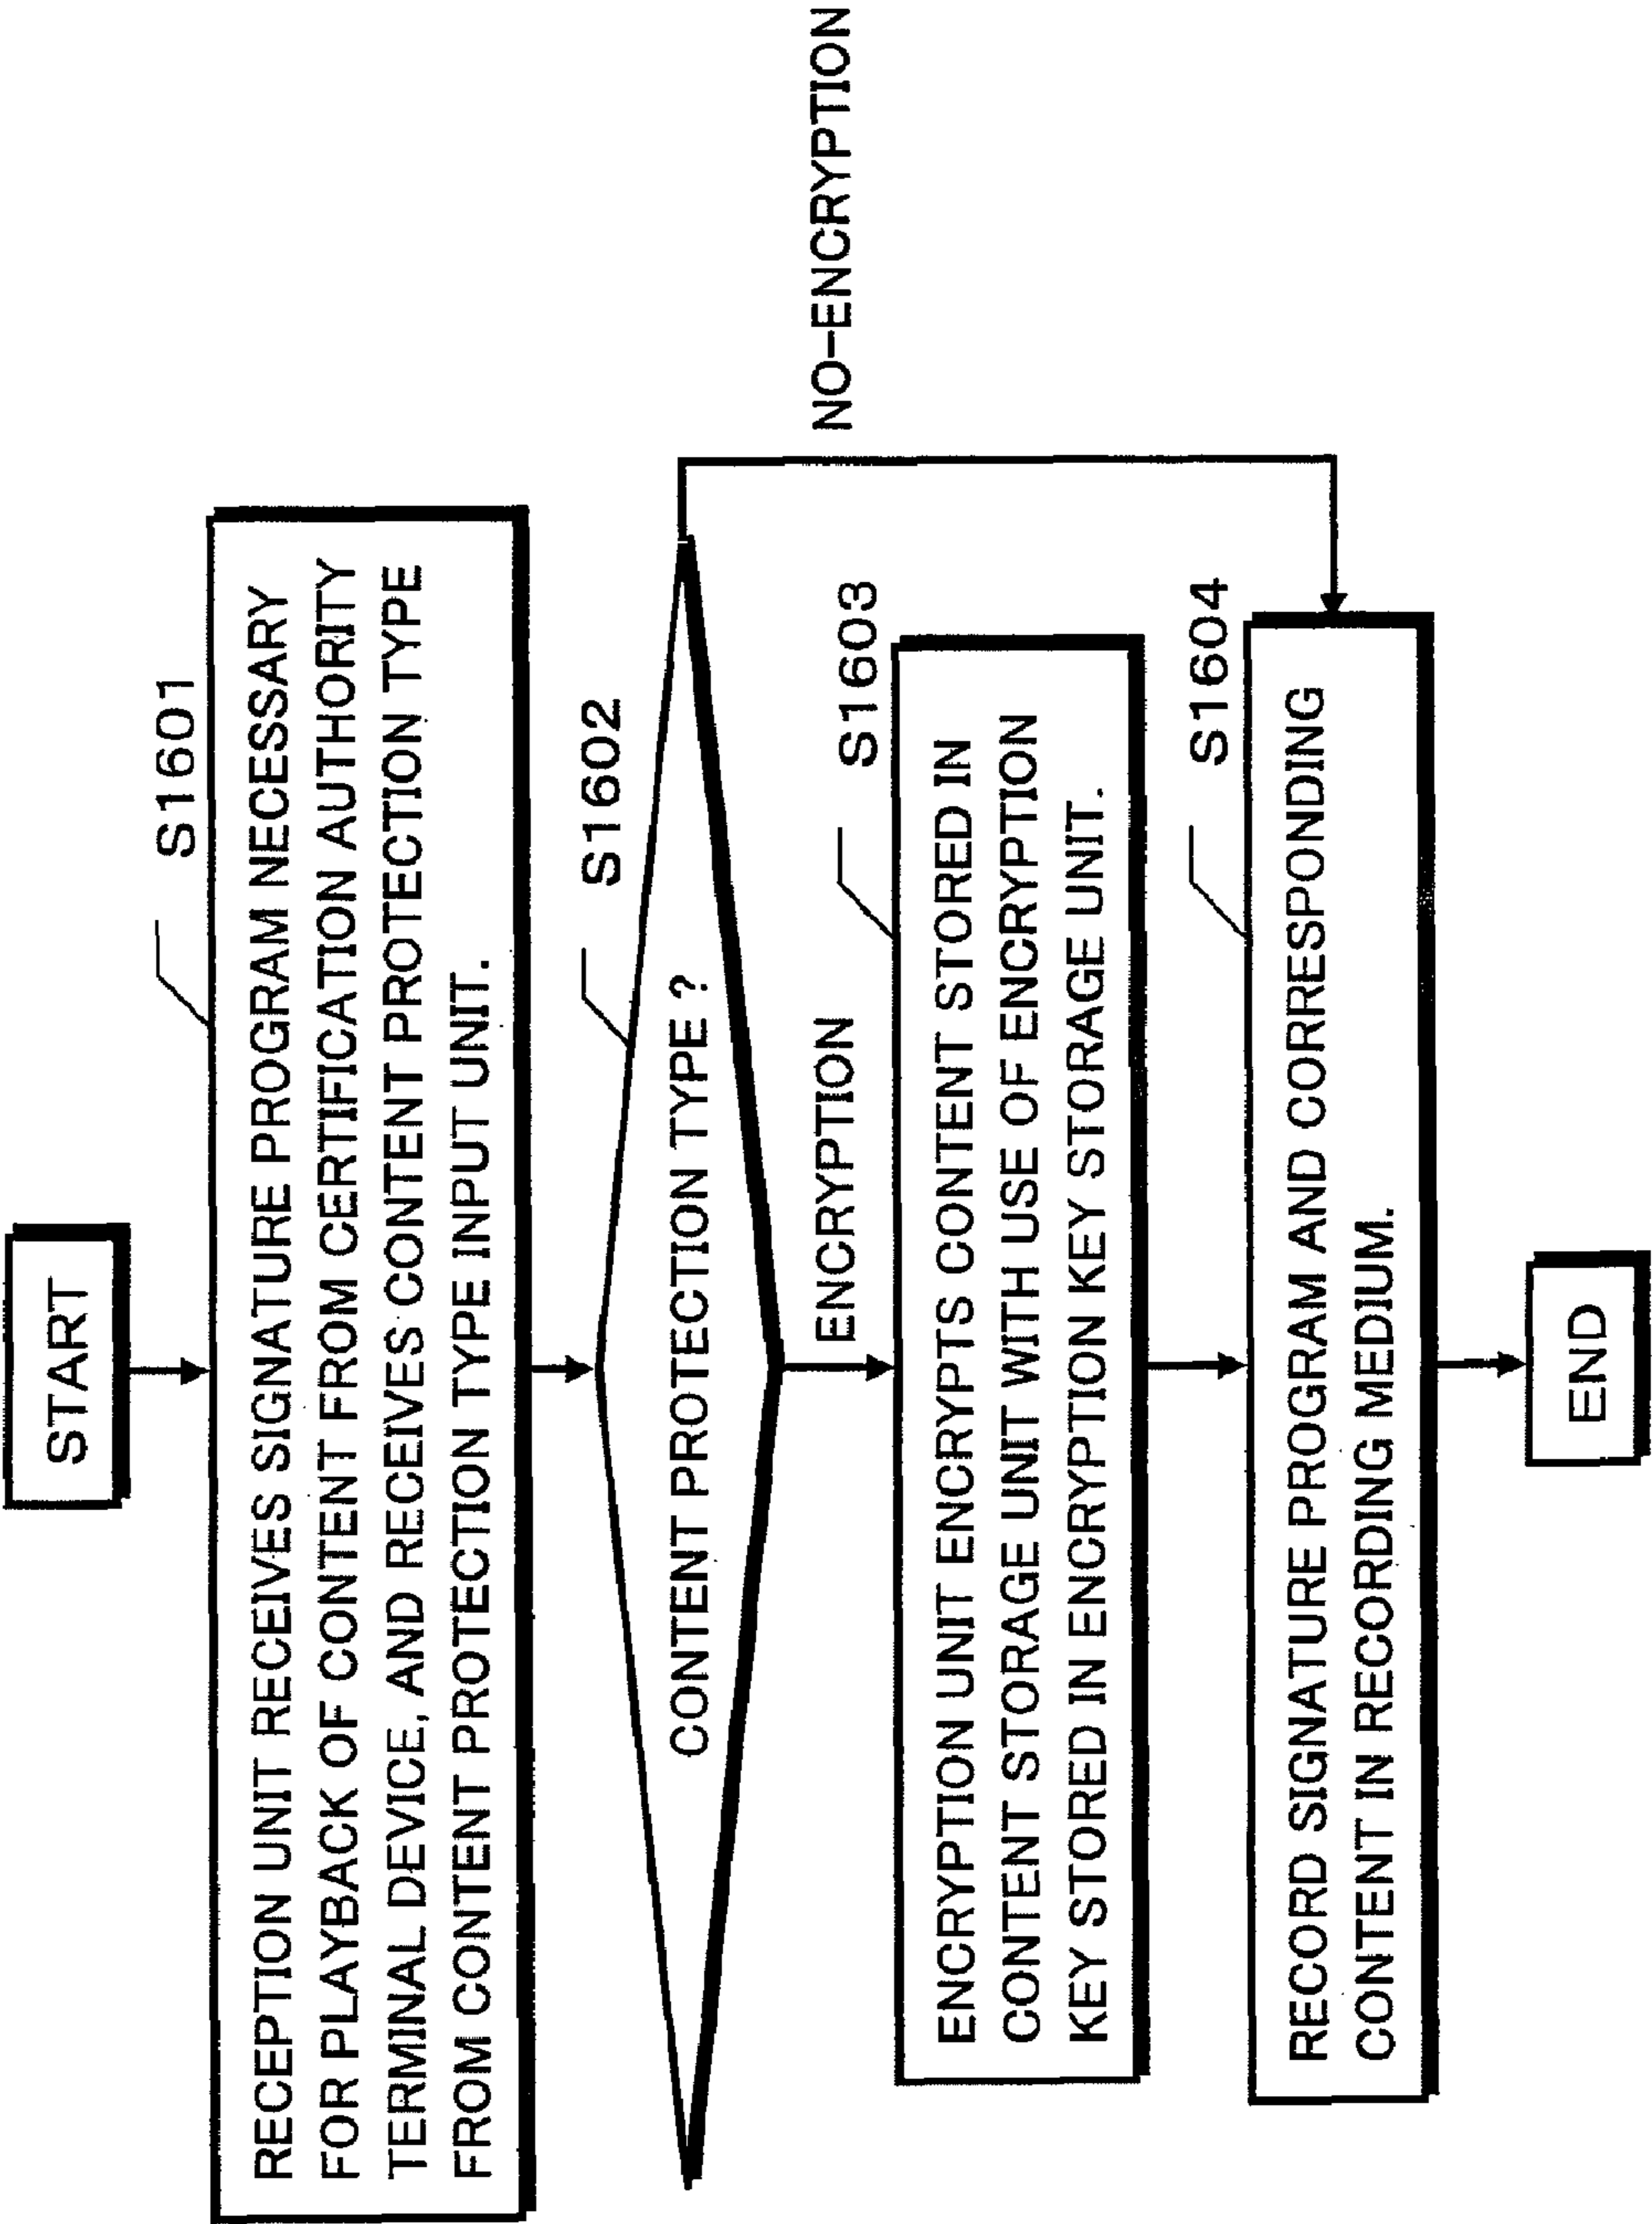 START
S1601
RECEPTION UNIT RECEIVES SIGNATURE PROGRAM NECESSARY
FOR PLAYBACK OF CONTENT FROM CERTIFICATION AUTHORITY
TERMINAL DEVICE, AND RECEIVES CONTENT PROTECTION TYPE
FROM CONTENT PROTECTION TYPE INPUT UNIT.
S1602
CONTENT PROTECTION TYPE ?
NO-ENCRYPTION
ENCRYPTION
S1603
ENCRYPTION UNIT ENCRYPTS CONTENT STORED IN
CONTENT STORAGE UNIT WITH USE OF ENCRYPTION
KEY STORED IN ENCRYPTION KEY STORAGE UNIT.
S1604
RECORD SIGNATURE PROGRAM AND CORRESPONDING
CONTENT IN RECORDING MEDIUM.
END